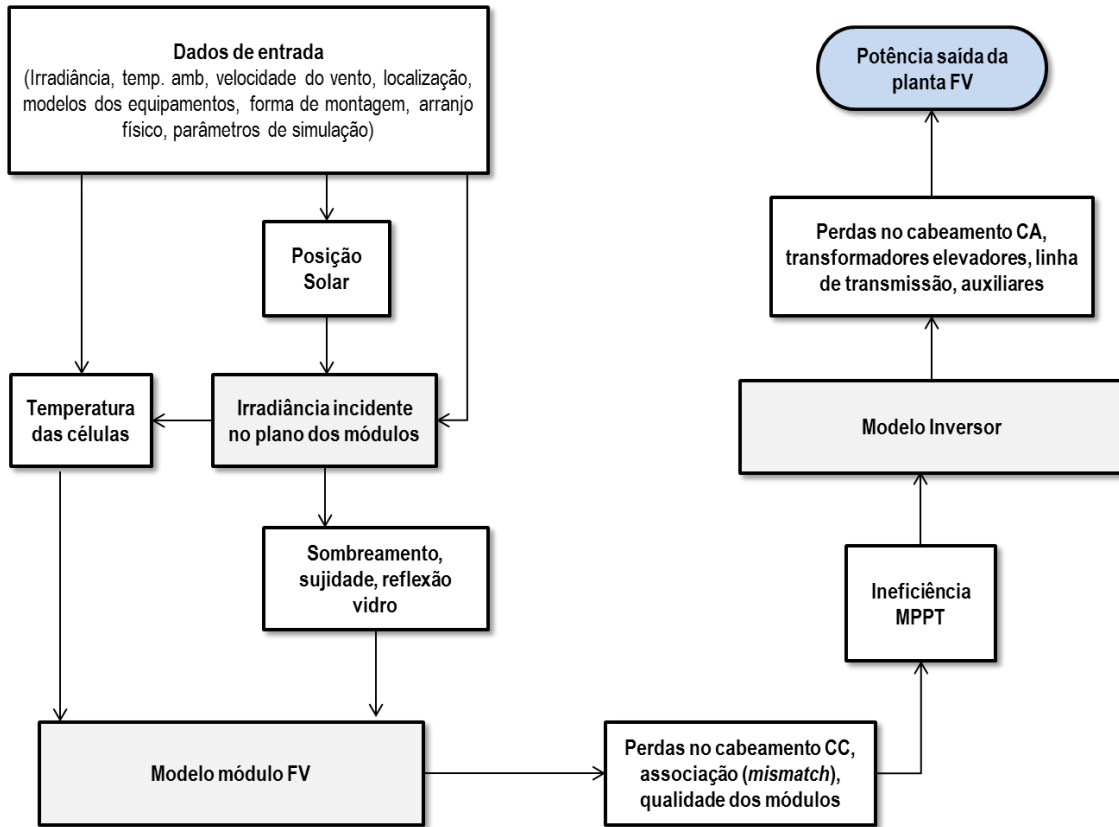 Dados de entrada
(Irradiância, temp. amb, velocidade do vento, localização,
modelos dos equipamentos, forma de montagem, arranjo
físico, parâmetros de simulação)
Posição
Solar
Temperatura
das células
Irradiância incidente
no plano dos módulos
Sombreamento,
sujidade, reflexão
vidro
Modelo módulo FV
Perdas no cabeamento CC,
associação (mismatch),
qualidade dos módulos
Ineficiência
MPPT
Modelo Inversor
Perdas no cabeamento CA,
transformadores elevadores, linha
de transmissão, auxiliares
Potência saída da
planta FV